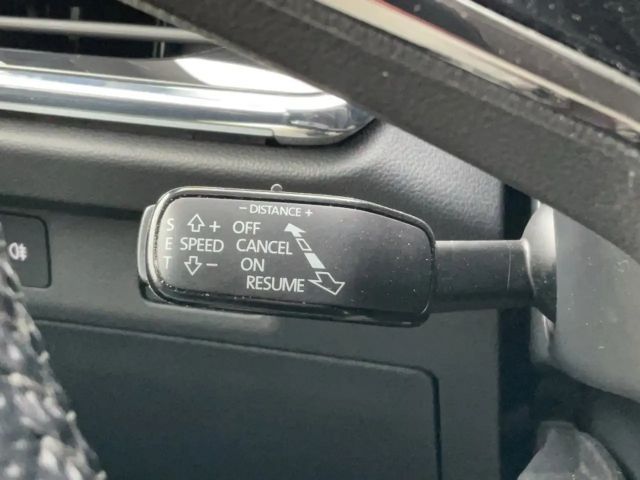 − DISTANCE +
S + OFF
E SPEED CANCEL
T − ON
RESUME